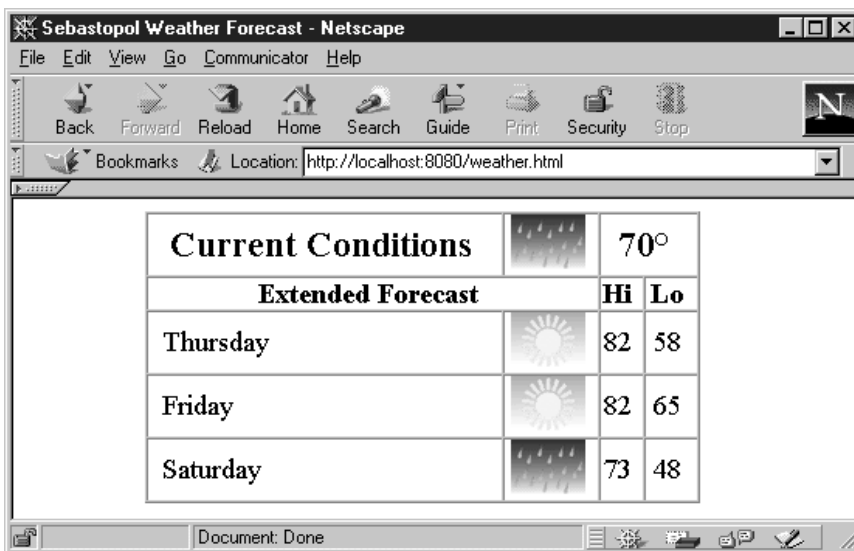 Sebastopol Weather Forecast - Netscape
File Edit View Go Communicator Help
Back Forward Reload Home Search Guide Print Security Stop
N
Bookmarks Location: http://localhost:8080/weather.html
Current Conditions 70°
Extended Forecast Hi Lo
Thursday 82 58
Friday 82 65
Saturday 73 48
Document: Done